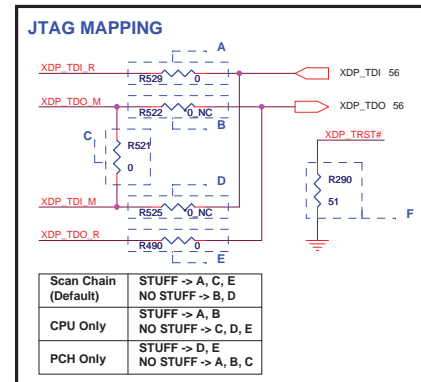 JTAG MAPPING
A
XDP_TDI_R
R529 0
XDP_TDI 56
XDP_TDO_M
R522 0_NC
XDP_TDO 56
B
C
R521
0
XDP_TRST#
D
R290
51
XDP_TDI_M
R525 0_NC
F
XDP_TDO_R
R490 0
E
Scan Chain (Default)
STUFF -> A, C, E
NO STUFF -> B, D
CPU Only
STUFF -> A, B
NO STUFF -> C, D, E
PCH Only
STUFF -> D, E
NO STUFF -> A, B, C